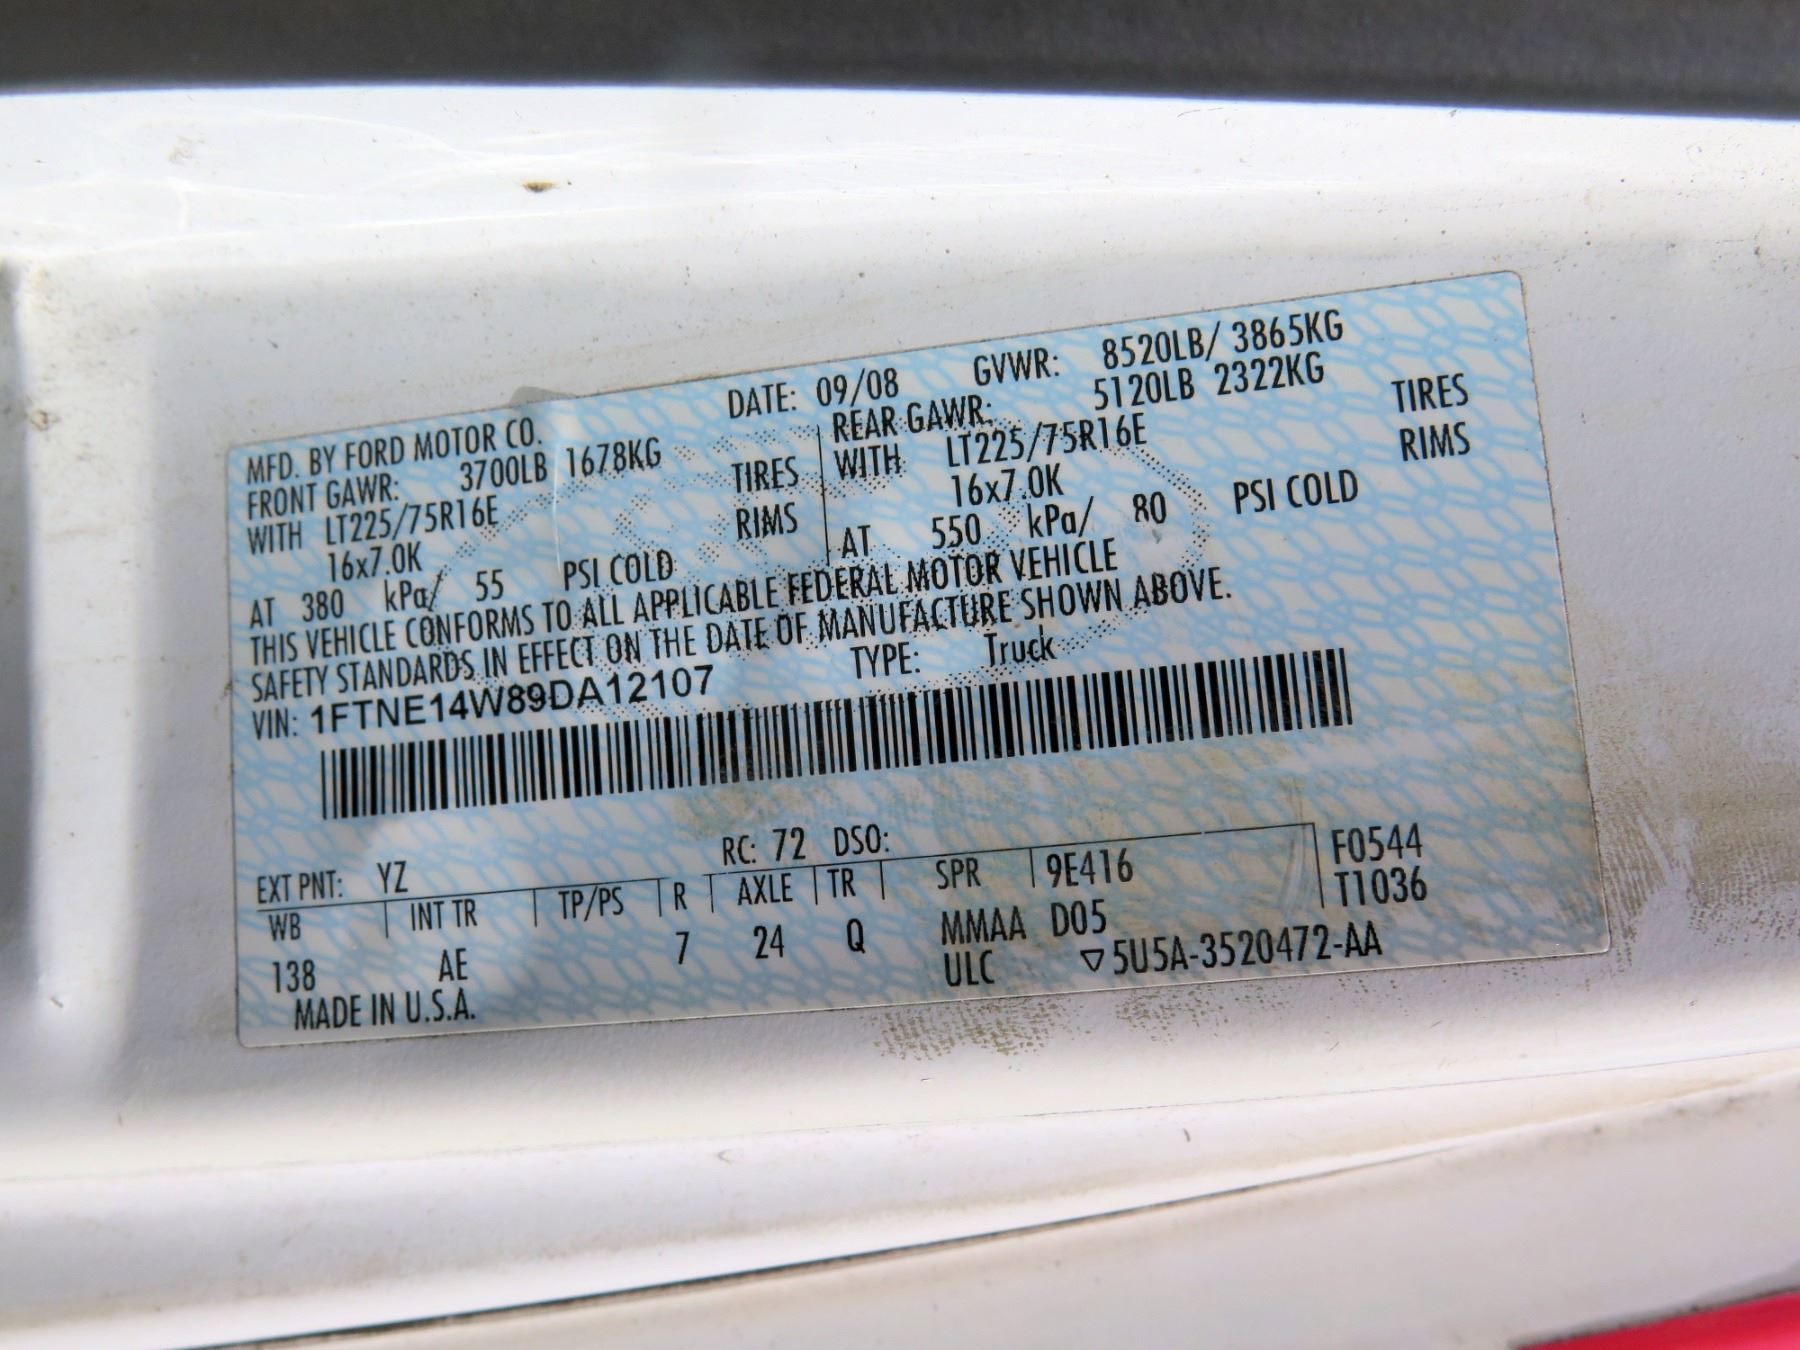 MFD. BY FORD MOTOR CO. DATE: 09/08 GVWR: 8520LB/ 3865KG
FRONT GAWR: 3700LB 1678KG REAR GAWR: 5120LB 2322KG
WITH LT225/75R16E TIRES WITH LT225/75R16E TIRES
16x7.0K RIMS 16x7.0K RIMS
AT 380 kPa/ 55 PSI COLD AT 550 kPa/ 80 PSI COLD
THIS VEHICLE CONFORMS TO ALL APPLICABLE FEDERAL MOTOR VEHICLE
SAFETY STANDARDS IN EFFECT ON THE DATE OF MANUFACTURE SHOWN ABOVE.
VIN: 1FTNE14W89DA12107 TYPE: Truck
EXT PNT: YZ RC: 72 DSO: F0544
WB INT TR TP/PS R AXLE TR SPR 9E416 T1036
138 AE 7 24 Q MMAA D05
MADE IN U.S.A. ULC ▽5U5A-3520472-AA